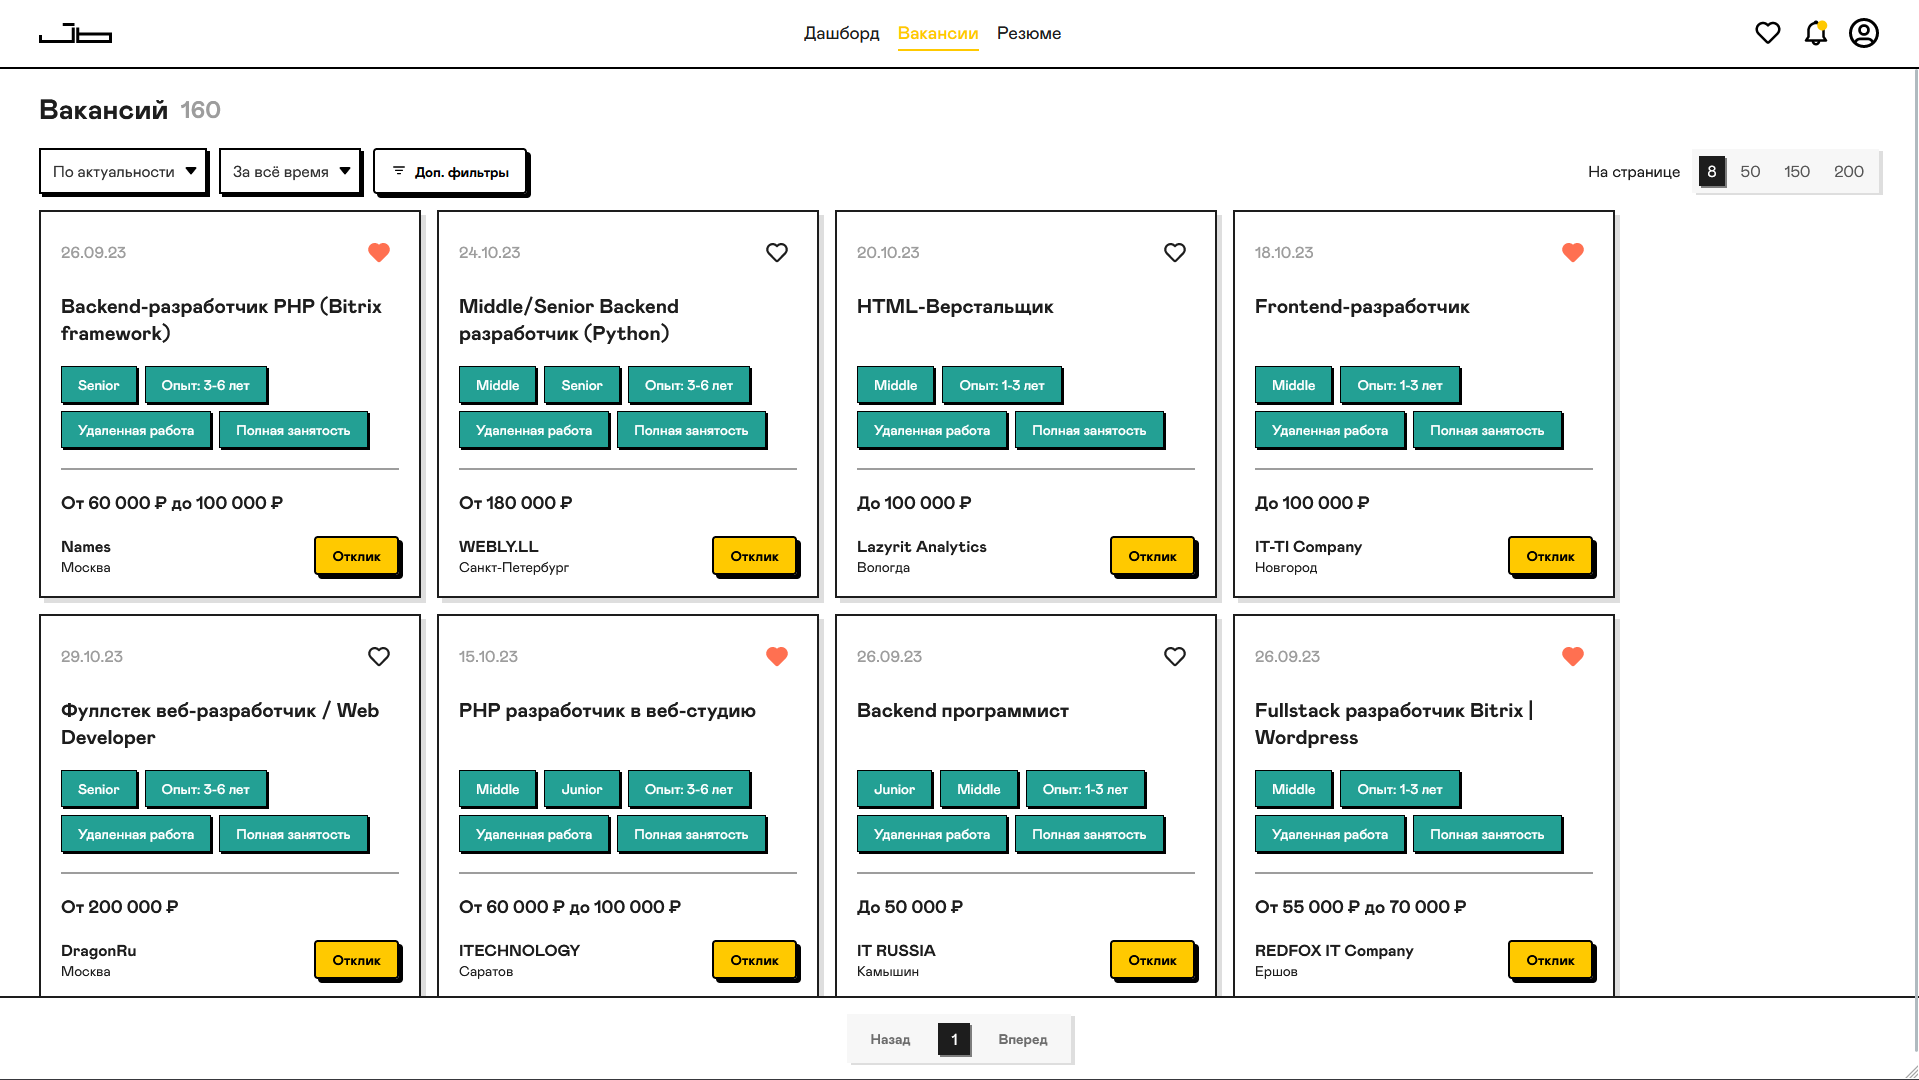 Jb
Дашборд Вакансии Резюме
Вакансий 160
По актуальности За всё время Доп. фильтры На странице 8 50 150 200
26.09.23
Backend-разработчик PHP (Bitrix
framework)
Senior Опыт: 3-6 лет
Удаленная работа Полная занятость
От 60 000 ₽ до 100 000 ₽
Names
Москва
Отклик
24.10.23
Middle/Senior Backend
разработчик (Python)
Middle Senior Опыт: 3-6 лет
Удаленная работа Полная занятость
От 180 000 ₽
WEBLY.LL
Санкт-Петербург
Отклик
20.10.23
HTML-Верстальщик
Middle Опыт: 1-3 лет
Удаленная работа Полная занятость
До 100 000 ₽
Lazyrit Analytics
Вологда
Отклик
18.10.23
Frontend-разработчик
Middle Опыт: 1-3 лет
Удаленная работа Полная занятость
До 100 000 ₽
IT-TI Company
Новгород
Отклик
29.10.23
Фуллстек веб-разработчик / Web
Developer
Senior Опыт: 3-6 лет
Удаленная работа Полная занятость
От 200 000 ₽
DragonRu
Москва
Отклик
15.10.23
PHP разработчик в веб-студию
Middle Junior Опыт: 3-6 лет
Удаленная работа Полная занятость
От 60 000 ₽ до 100 000 ₽
ITECHNOLOGY
Саратов
Отклик
26.09.23
Backend программист
Junior Middle Опыт: 1-3 лет
Удаленная работа Полная занятость
До 50 000 ₽
IT RUSSIA
Камышин
Отклик
26.09.23
Fullstack разработчик Bitrix |
Wordpress
Middle Опыт: 1-3 лет
Удаленная работа Полная занятость
От 55 000 ₽ до 70 000 ₽
REDFOX IT Company
Ершов
Отклик
Назад 1 Вперед